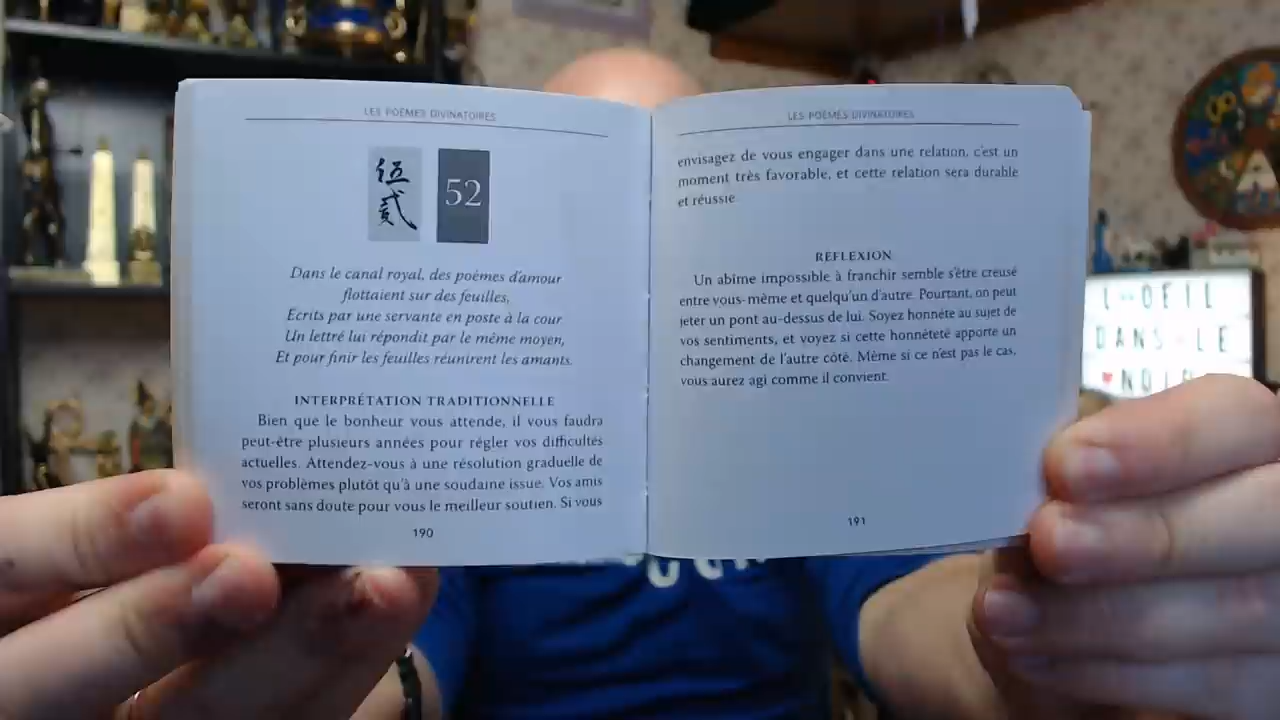 LES POÈMES DIVINATOIRES
伍貳
52
Dans le canal royal, des poèmes d'amour
flottaient sur des feuilles,
Écrits par une servante en poste à la cour.
Un lettré lui répondit par le même moyen,
Et pour finir les feuilles réunirent les amants.
INTERPRÉTATION TRADITIONNELLE
Bien que le bonheur vous attende, il vous faudra
peut-être plusieurs années pour régler vos difficultés
actuelles. Attendez-vous à une résolution graduelle de
vos problèmes plutôt qu'à une soudaine issue. Vos amis
seront sans doute pour vous le meilleur soutien. Si vous
190
LES POÈMES DIVINATOIRES
envisagez de vous engager dans une relation, c'est un
moment très favorable, et cette relation sera durable
et réussie.
RÉFLEXION
Un abîme impossible à franchir semble s'être creusé
entre vous-même et quelqu'un d'autre. Pourtant, on peut
jeter un pont au-dessus de lui. Soyez honnête au sujet de
vos sentiments, et voyez si cette honnêteté apporte un
changement de l'autre côté. Même si ce n'est pas le cas,
vous aurez agi comme il convient.
191
L OEIL
DANS LE
NOIR